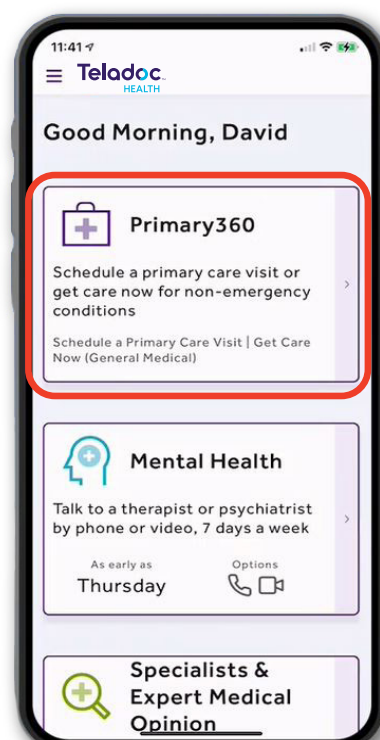 11:41
Teladoc
HEALTH
Good Morning, David
Primary360
Schedule a primary care visit or
get care now for non-emergency
conditions
Schedule a Primary Care Visit | Get Care
Now (General Medical)
Mental Health
Talk to a therapist or psychiatrist
by phone or video, 7 days a week
As early as
Options
Thursday
Specialists &
Expert Medical
Opinion